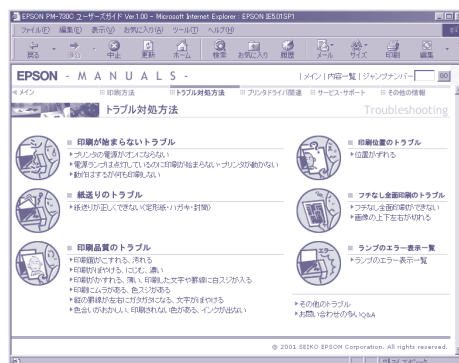 EPSON PM-730C ユーザーズガイド Ver.1.00 - Microsoft Internet Explorer : EPSON IE5.01SP1
ファイル(F) 編集(E) 表示(V) お気に入り(A) ツール(T) ヘルプ(H)
戻る 進む 中止 更新 ホーム 検索 お気に入り 履歴 メール サイズ 印刷 編集
EPSON - MANUALS -
| メイン | 内容一覧 | ジャンプナンバー GO
メイン 印刷方法 トラブル対処方法 プリンタドライバ関連 サービス・サポート その他の情報
トラブル対処方法 Troubleshooting
印刷が始まらないトラブル
プリンタの電源がオンにならない
電源ランプは点灯しているのに印刷が始まらない・プリンタが動かない
動作はするが何も印刷しない
印刷位置のトラブル
位置がずれる
紙送りのトラブル
紙送りが正しくできない(定形紙・ハガキ・封筒)
フチなし全面印刷のトラブル
フチなし全面印刷ができない
画像の上下左右が切れる
印刷品質のトラブル
印刷面がこすれる、汚れる
印刷がぼやける、にじむ、濃い
印刷がかすれる、薄い、印刷した文字や罫線に白スジが入る
印刷にムラがある、色スジがある
縦の罫線が左右にガタガタになる、文字がぼやける
色合いがおかしい、印刷されない色がある、インクが出ない
ランプのエラー表示一覧
ランプのエラー表示一覧
その他のトラブル
お問い合わせの多いQ&A
© 2001 SEIKO EPSON Corporation. All rights reserved.